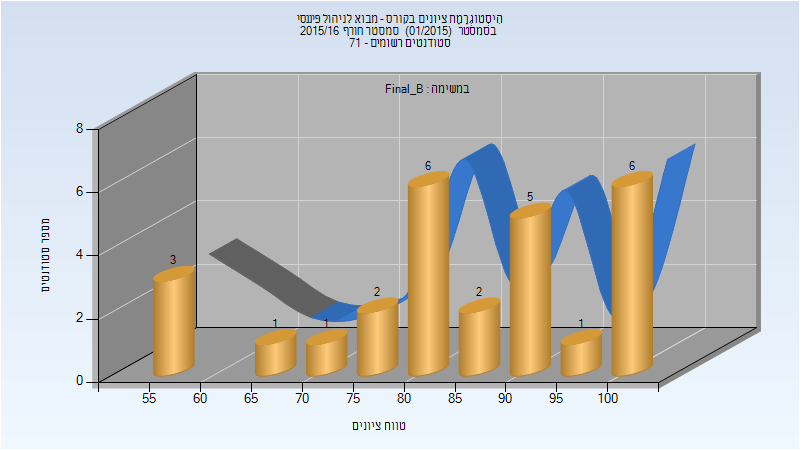 היסטוגרמת ציונים בקורס - מבוא לניהול פיננסי
בסמסטר (01/2015) סמסטר חורף 2015/16
סטודנטים רשומים - 71
במשימה : Final_B
מספר סטודנטים
8
6
4
2
0
3
1
1
2
6
2
5
1
6
55 60 65 70 75 80 85 90 95 100
טווח ציונים